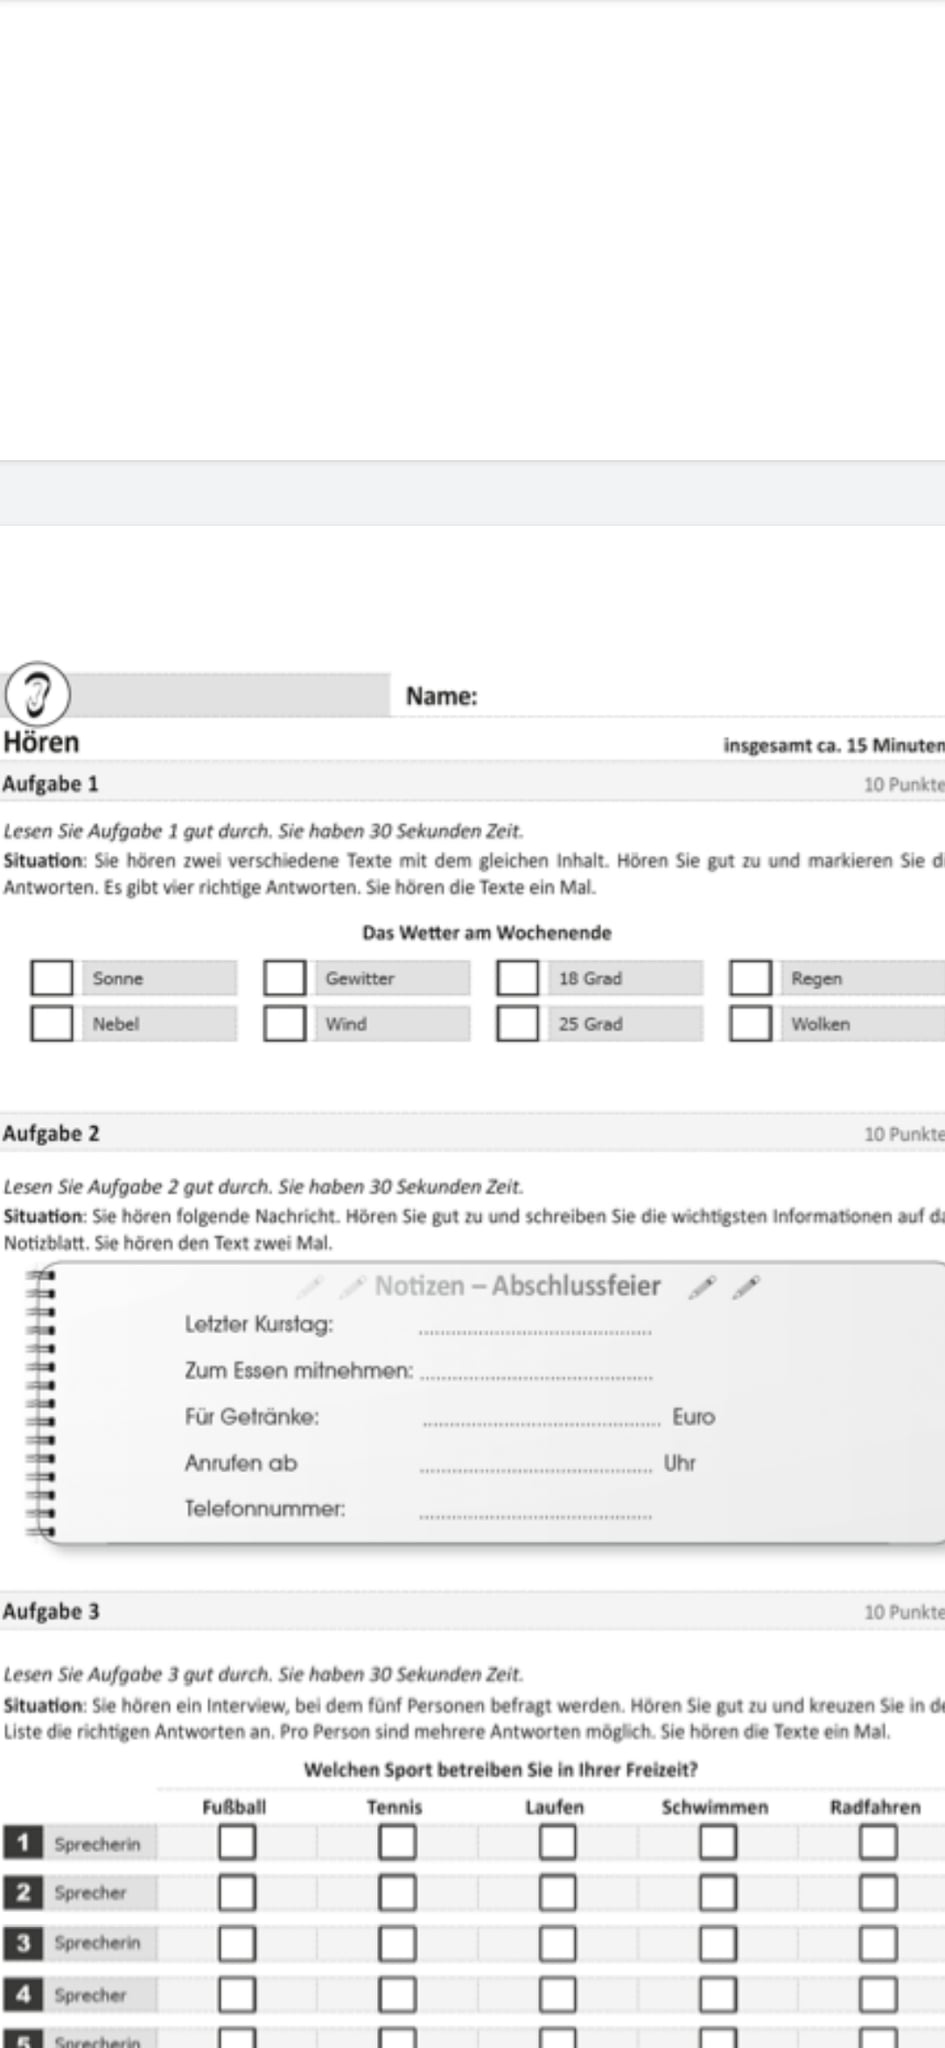 Name:
Hören
insgesamt ca. 15 Minuten
Aufgabe 1
10 Punkte
Lesen Sie Aufgabe 1 gut durch. Sie haben 30 Sekunden Zeit.
Situation: Sie hören zwei verschiedene Texte mit dem gleichen Inhalt. Hören Sie gut zu und markieren Sie di
Antworten. Es gibt vier richtige Antworten. Sie hören die Texte ein Mal.
Das Wetter am Wochenende
Sonne Gewitter 18 Grad Regen
Nebel Wind 25 Grad Wolken
Aufgabe 2
10 Punkte
Lesen Sie Aufgabe 2 gut durch. Sie haben 30 Sekunden Zeit.
Situation: Sie hören folgende Nachricht. Hören Sie gut zu und schreiben Sie die wichtigsten Informationen auf da
Notizblatt. Sie hören den Text zwei Mal.
Notizen – Abschlussfeier
Letzter Kurstag:
Zum Essen mitnehmen:
Für Getränke: Euro
Anrufen ab Uhr
Telefonnummer:
Aufgabe 3
10 Punkte
Lesen Sie Aufgabe 3 gut durch. Sie haben 30 Sekunden Zeit.
Situation: Sie hören ein Interview, bei dem fünf Personen befragt werden. Hören Sie gut zu und kreuzen Sie in de
Liste die richtigen Antworten an. Pro Person sind mehrere Antworten möglich. Sie hören die Texte ein Mal.
Welchen Sport betreiben Sie in Ihrer Freizeit?
Fußball Tennis Laufen Schwimmen Radfahren
1 Sprecherin
2 Sprecher
3 Sprecherin
4 Sprecher
5 Sprecherin